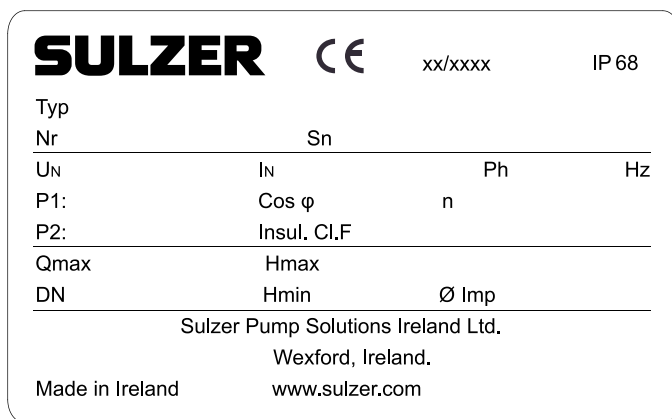 SULZER CE xx/xxxx IP 68
Typ
Nr Sn
UN IN Ph Hz
P1: Cos φ n
P2: Insul. Cl.F
Qmax Hmax
DN Hmin Ø Imp
Sulzer Pump Solutions Ireland Ltd.
Wexford, Ireland.
Made in Ireland www.sulzer.com